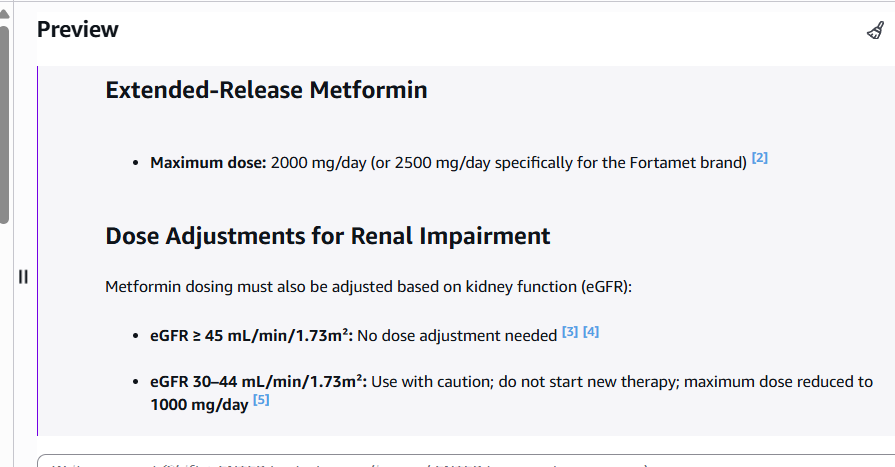 Preview
Extended-Release Metformin
• Maximum dose: 2000 mg/day (or 2500 mg/day specifically for the Fortamet brand) [2]
Dose Adjustments for Renal Impairment
Metformin dosing must also be adjusted based on kidney function (eGFR):
• eGFR ≥ 45 mL/min/1.73m²: No dose adjustment needed [3] [4]
• eGFR 30–44 mL/min/1.73m²: Use with caution; do not start new therapy; maximum dose reduced to
1000 mg/day [5]